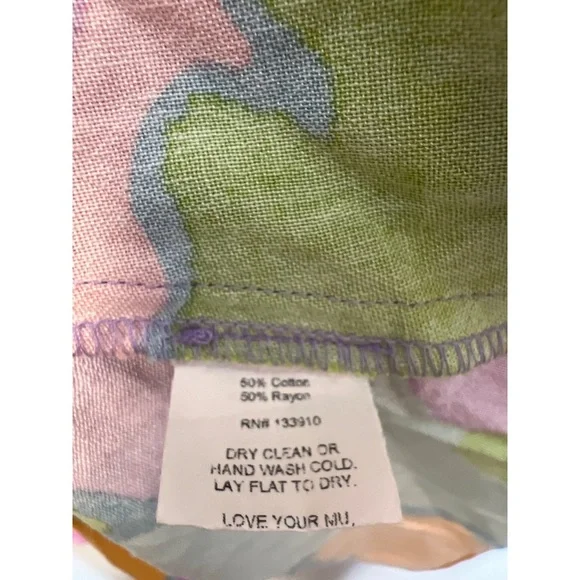 50% Cotton
50% Rayon
RN# 133910
DRY CLEAN OR
HAND WASH COLD.
LAY FLAT TO DRY.
LOVE YOUR MU,